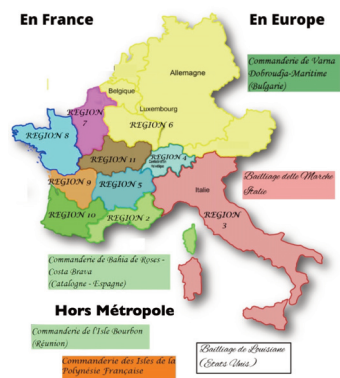 En France
En Europe
Commanderie de Varna
Dobroudja-Maritime
(Bulgarie)
Allemagne
Belgique
Luxembourg
REGION
7
REGION 6
REGION 8
REGION 11
REGION 4
REGION 9
REGION 5
REGION 10
REGION 2
Italie
REGION
3
Bailliage delle Marche
Italie
Commanderie de Bahia de Roses -
Costa Brava
(Catalogne - Espagne)
Hors Métropole
Commanderie de l'Isle Bourbon
(Réunion)
Commanderie des Isles de la
Polynésie Française
Bailliage de Louisiane
(Etats Unis)